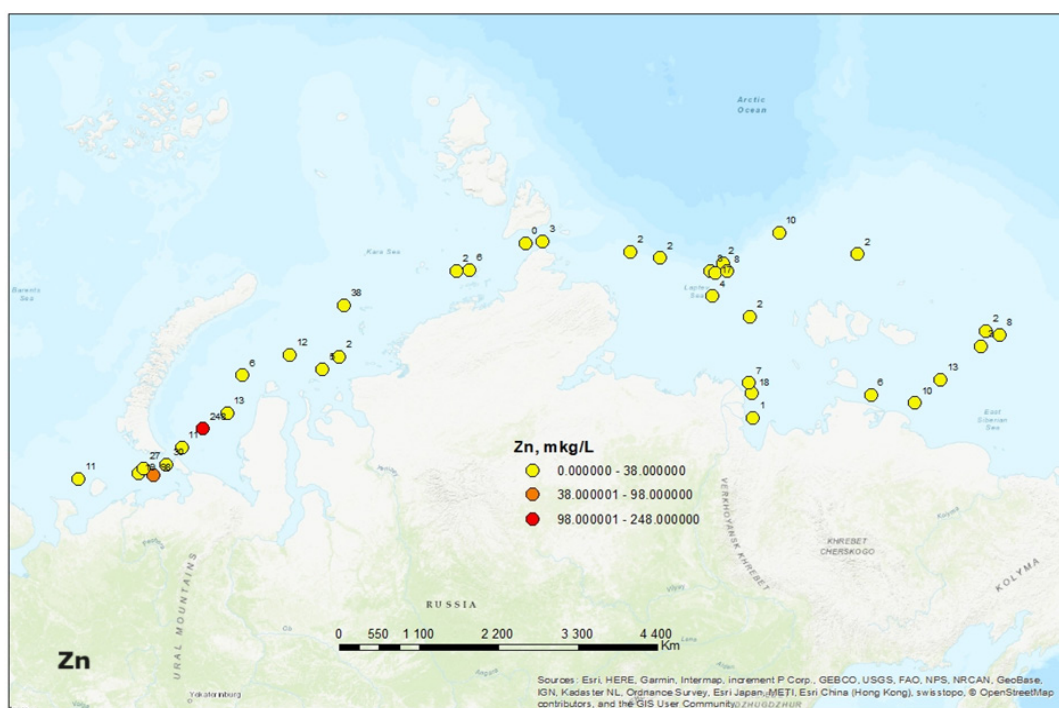 Arctic
Ocean
10
0
3
2
2
2
2
8
Kara Sea
2
6
4
Laptev
Sea
Barents
Sea
38
2
2
8
12
2
6
7
18
13
6
10
13
248
1
East
Siberian
Sea
11
11
27
30
Zn, mkg/L
0.000000 - 38.000000
38.000001 - 98.000000
98.000001 - 248.000000
VERKHOYANSK KHREBET
Kolyma
KHREBET
CHERSKOGO
KOLYMA
Pechora
URAL MOUNTAINS
RUSSIA
Ob
Lena
Angara
0 550 1 100 2 200 3 300 4 400
Km
Zn
Yekaterinburg
Sources: Esri, HERE, Garmin, Intermap, increment P Corp., GEBCO, USGS, FAO, NPS, NRCAN, GeoBase,
IGN, Kadaster NL, Ordnance Survey, Esri Japan, METI, Esri China (Hong Kong), swisstopo, © OpenStreetMap
contributors, and the GIS User Community